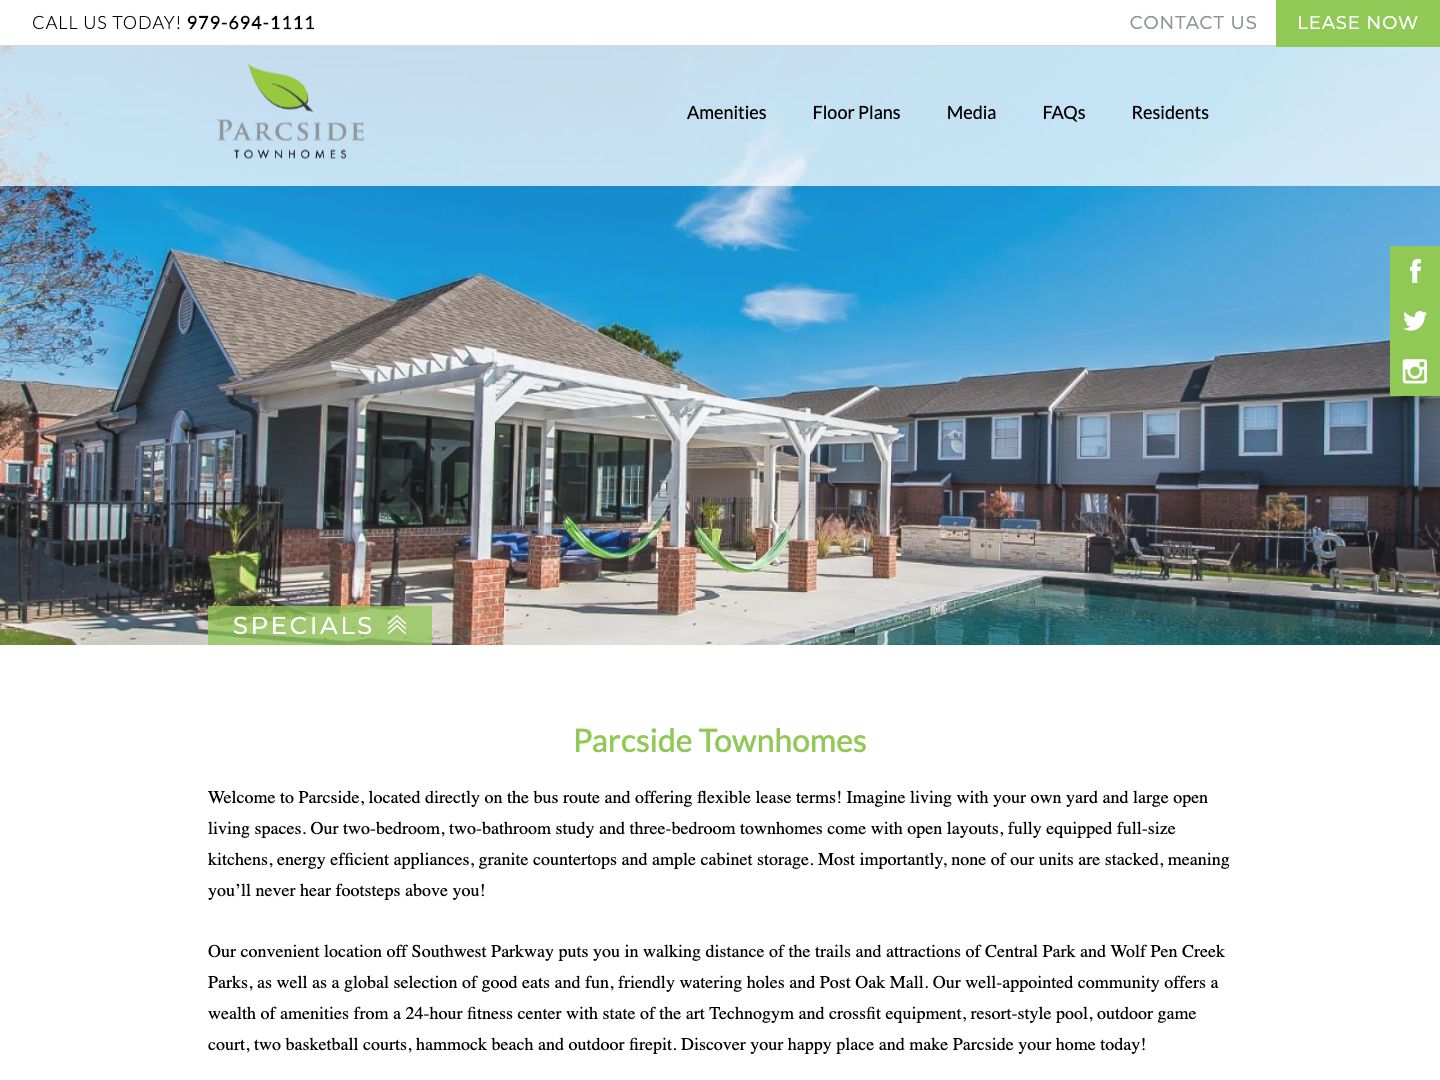 CALL US TODAY! 979-694-1111
CONTACT US
LEASE NOW
PARCSIDE
TOWNHOMES
Amenities
Floor Plans
Media
FAQs
Residents
SPECIALS
Parcside Townhomes
Welcome to Parcside, located directly on the bus route and offering flexible lease terms! Imagine living with your own yard and large open
living spaces. Our two-bedroom, two-bathroom study and three-bedroom townhomes come with open layouts, fully equipped full-size
kitchens, energy efficient appliances, granite countertops and ample cabinet storage. Most importantly, none of our units are stacked, meaning
you’ll never hear footsteps above you!
Our convenient location off Southwest Parkway puts you in walking distance of the trails and attractions of Central Park and Wolf Pen Creek
Parks, as well as a global selection of good eats and fun, friendly watering holes and Post Oak Mall. Our well-appointed community offers a
wealth of amenities from a 24-hour fitness center with state of the art Technogym and crossfit equipment, resort-style pool, outdoor game
court, two basketball courts, hammock beach and outdoor firepit. Discover your happy place and make Parcside your home today!